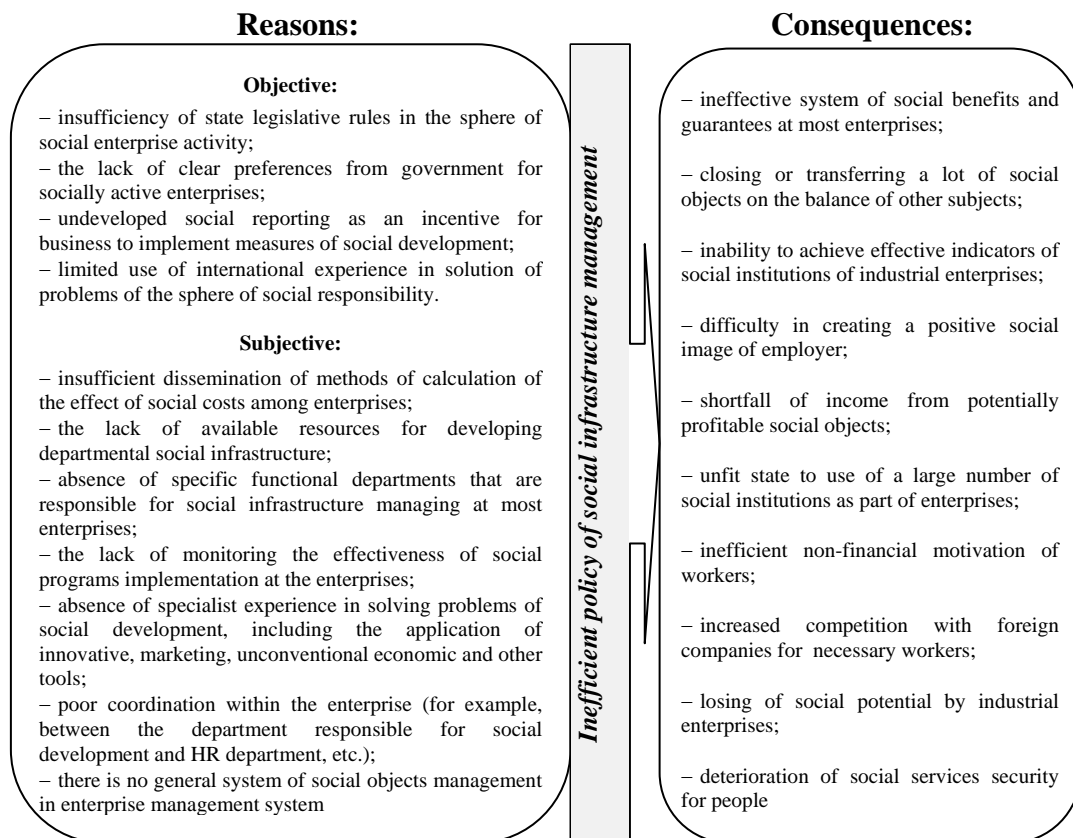 Reasons:
Objective:
– insufficiency of state legislative rules in the sphere of
social enterprise activity;
– the lack of clear preferences from government for
socially active enterprises;
– undeveloped social reporting as an incentive for
business to implement measures of social development;
– limited use of international experience in solution of
problems of the sphere of social responsibility.
Subjective:
– insufficient dissemination of methods of calculation of
the effect of social costs among enterprises;
– the lack of available resources for developing
departmental social infrastructure;
– absence of specific functional departments that are
responsible for social infrastructure managing at most
enterprises;
– the lack of monitoring the effectiveness of social
programs implementation at the enterprises;
– absence of specialist experience in solving problems of
social development, including the application of
innovative, marketing, unconventional economic and other
tools;
– poor coordination within the enterprise (for example,
between the department responsible for social
development and HR department, etc.);
– there is no general system of social objects management
in enterprise management system
Inefficient policy of social infrastructure management
Consequences:
– ineffective system of social benefits and
guarantees at most enterprises;
– closing or transferring a lot of social
objects on the balance of other subjects;
– inability to achieve effective indicators of
social institutions of industrial enterprises;
– difficulty in creating a positive social
image of employer;
– shortfall of income from potentially
profitable social objects;
– unfit state to use of a large number of
social institutions as part of enterprises;
– inefficient non-financial motivation of
workers;
– increased competition with foreign
companies for necessary workers;
– losing of social potential by industrial
enterprises;
– deterioration of social services security
for people